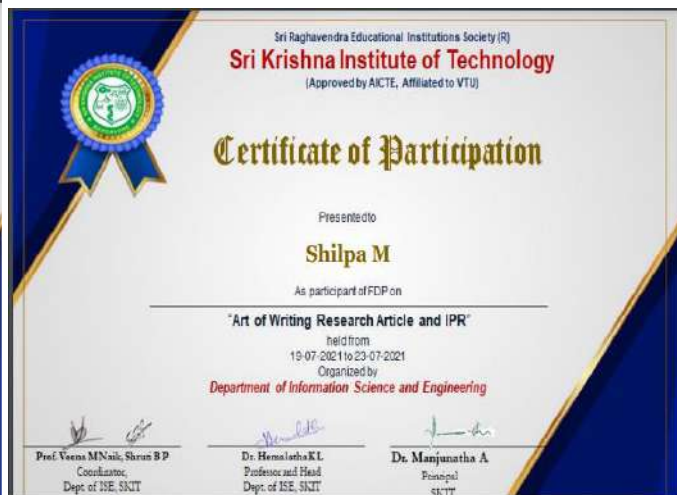 Sri Raghavendra Educational Institutions Society (R)
Sri Krishna Institute of Technology
(Approved by AICTE, Affiliated to VTU)
Certificate of Participation
Presented to
Shilpa M
As participant of FDP on
"Art of Writing Research Article and IPR"
held from
19-07-2021 to 23-07-2021
Organized by
Department of Information Science and Engineering
Prof. Veena M Naik, Shruti B P
Coordinator,
Dept. of ISE, SKIT
Dr. Hemalatha K L
Professor and Head
Dept. of ISE, SKIT
Dr. Manjunatha A
Principal
SKIT